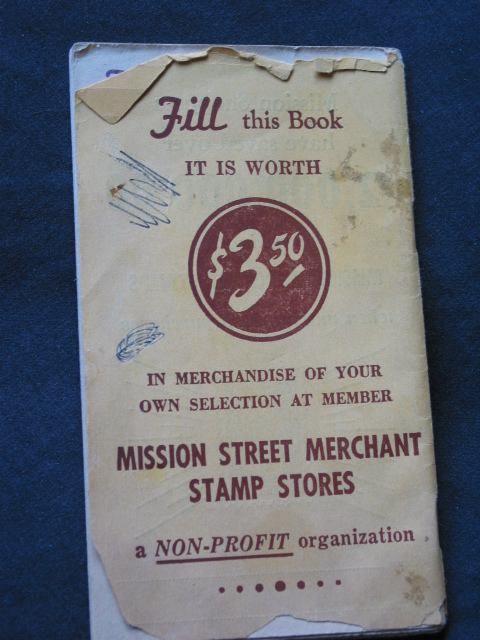 Fill this Book
IT IS WORTH
$3.50
IN MERCHANDISE OF YOUR
OWN SELECTION AT MEMBER
MISSION STREET MERCHANT
STAMP STORES
a NON-PROFIT organization